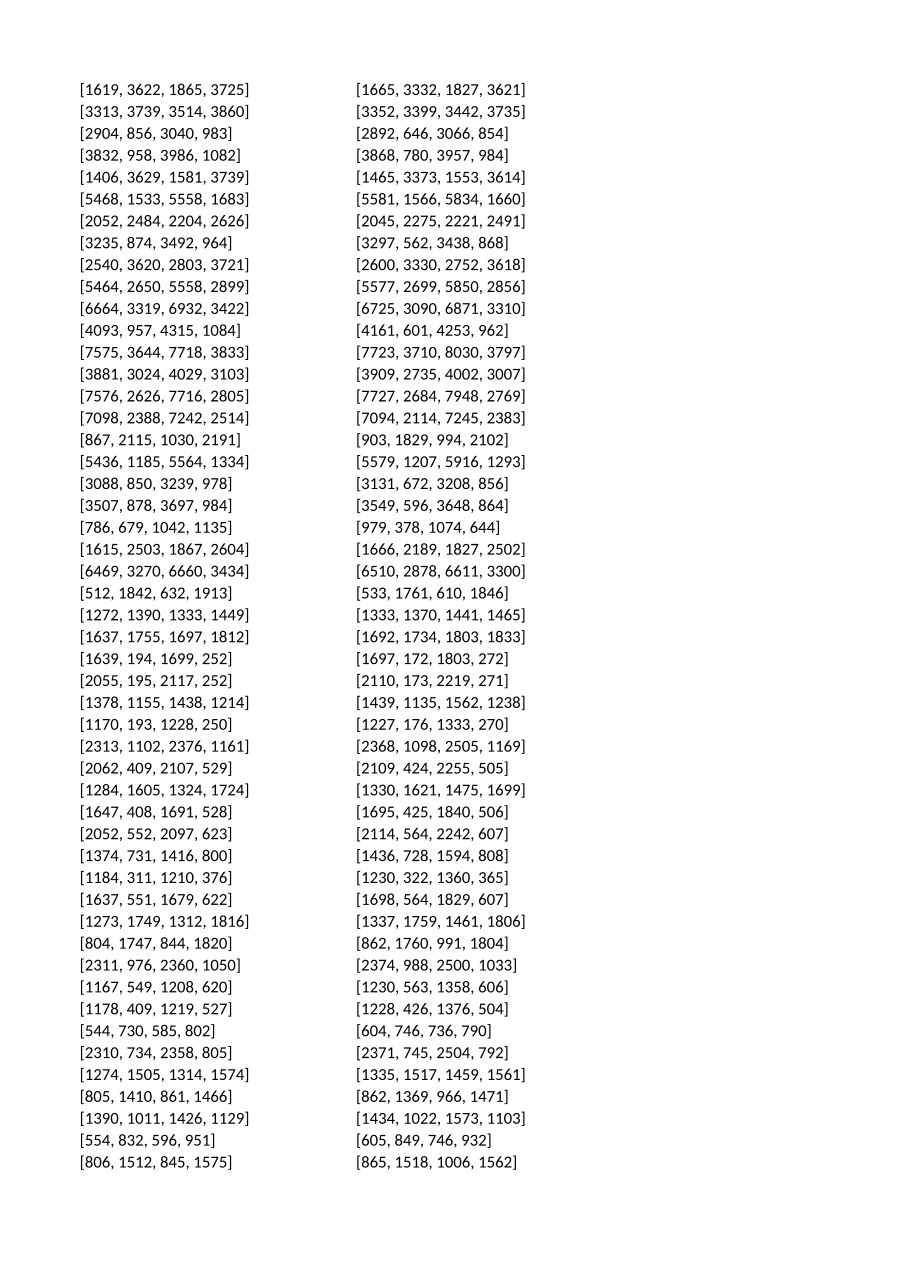 [1619, 3622, 1865, 3725] [1665, 3332, 1827, 3621]
[3313, 3739, 3514, 3860] [3352, 3399, 3442, 3735]
[2904, 856, 3040, 983] [2892, 646, 3066, 854]
[3832, 958, 3986, 1082] [3868, 780, 3957, 984]
[1406, 3629, 1581, 3739] [1465, 3373, 1553, 3614]
[5468, 1533, 5558, 1683] [5581, 1566, 5834, 1660]
[2052, 2484, 2204, 2626] [2045, 2275, 2221, 2491]
[3235, 874, 3492, 964] [3297, 562, 3438, 868]
[2540, 3620, 2803, 3721] [2600, 3330, 2752, 3618]
[5464, 2650, 5558, 2899] [5577, 2699, 5850, 2856]
[6664, 3319, 6932, 3422] [6725, 3090, 6871, 3310]
[4093, 957, 4315, 1084] [4161, 601, 4253, 962]
[7575, 3644, 7718, 3833] [7723, 3710, 8030, 3797]
[3881, 3024, 4029, 3103] [3909, 2735, 4002, 3007]
[7576, 2626, 7716, 2805] [7727, 2684, 7948, 2769]
[7098, 2388, 7242, 2514] [7094, 2114, 7245, 2383]
[867, 2115, 1030, 2191] [903, 1829, 994, 2102]
[5436, 1185, 5564, 1334] [5579, 1207, 5916, 1293]
[3088, 850, 3239, 978] [3131, 672, 3208, 856]
[3507, 878, 3697, 984] [3549, 596, 3648, 864]
[786, 679, 1042, 1135] [979, 378, 1074, 644]
[1615, 2503, 1867, 2604] [1666, 2189, 1827, 2502]
[6469, 3270, 6660, 3434] [6510, 2878, 6611, 3300]
[512, 1842, 632, 1913] [533, 1761, 610, 1846]
[1272, 1390, 1333, 1449] [1333, 1370, 1441, 1465]
[1637, 1755, 1697, 1812] [1692, 1734, 1803, 1833]
[1639, 194, 1699, 252] [1697, 172, 1803, 272]
[2055, 195, 2117, 252] [2110, 173, 2219, 271]
[1378, 1155, 1438, 1214] [1439, 1135, 1562, 1238]
[1170, 193, 1228, 250] [1227, 176, 1333, 270]
[2313, 1102, 2376, 1161] [2368, 1098, 2505, 1169]
[2062, 409, 2107, 529] [2109, 424, 2255, 505]
[1284, 1605, 1324, 1724] [1330, 1621, 1475, 1699]
[1647, 408, 1691, 528] [1695, 425, 1840, 506]
[2052, 552, 2097, 623] [2114, 564, 2242, 607]
[1374, 731, 1416, 800] [1436, 728, 1594, 808]
[1184, 311, 1210, 376] [1230, 322, 1360, 365]
[1637, 551, 1679, 622] [1698, 564, 1829, 607]
[1273, 1749, 1312, 1816] [1337, 1759, 1461, 1806]
[804, 1747, 844, 1820] [862, 1760, 991, 1804]
[2311, 976, 2360, 1050] [2374, 988, 2500, 1033]
[1167, 549, 1208, 620] [1230, 563, 1358, 606]
[1178, 409, 1219, 527] [1228, 426, 1376, 504]
[544, 730, 585, 802] [604, 746, 736, 790]
[2310, 734, 2358, 805] [2371, 745, 2504, 792]
[1274, 1505, 1314, 1574] [1335, 1517, 1459, 1561]
[805, 1410, 861, 1466] [862, 1369, 966, 1471]
[1390, 1011, 1426, 1129] [1434, 1022, 1573, 1103]
[554, 832, 596, 951] [605, 849, 746, 932]
[806, 1512, 845, 1575] [865, 1518, 1006, 1562]